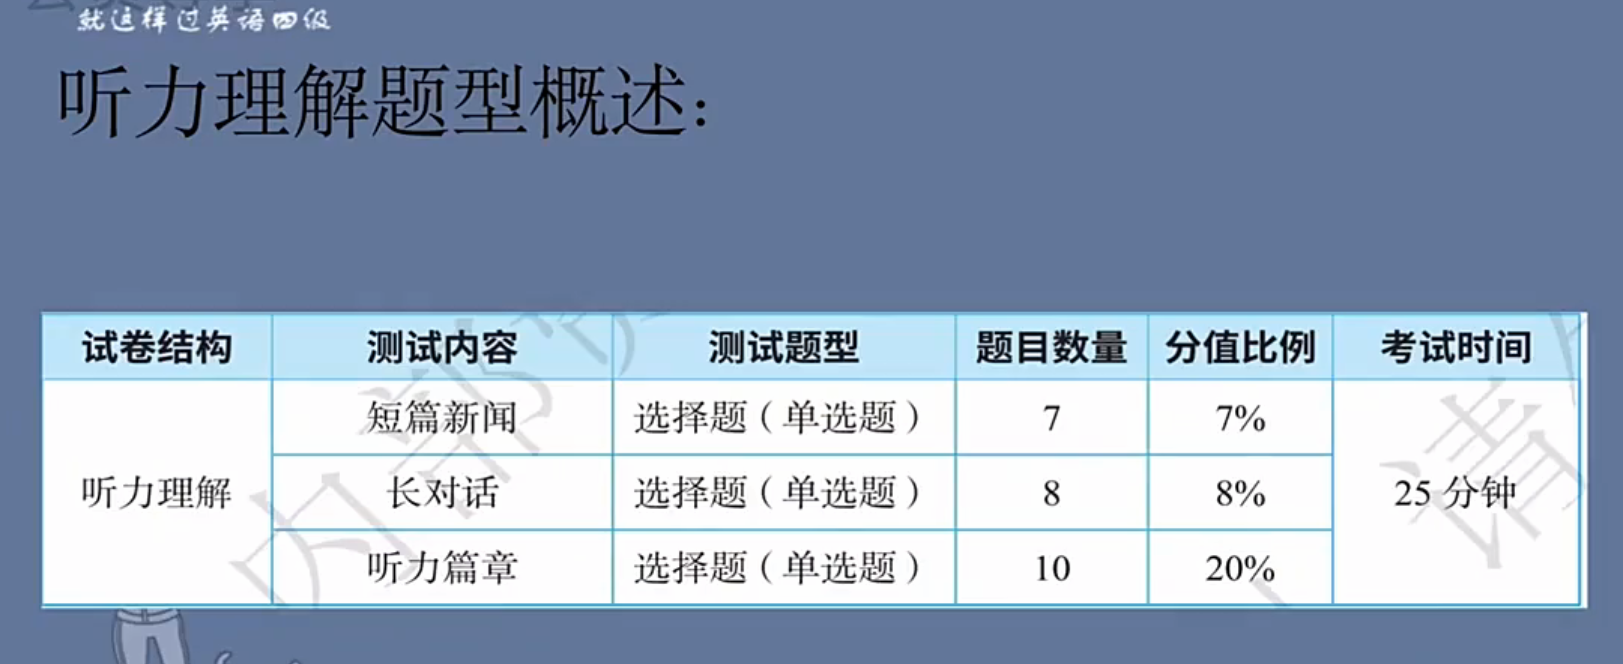 就这样过英语四级
听力理解题型概述：
试卷结构 测试内容 测试题型 题目数量 分值比例 考试时间
短篇新闻 选择题（单选题） 7 7%
听力理解 长对话 选择题（单选题） 8 8% 25 分钟
听力篇章 选择题（单选题） 10 20%
内部
请